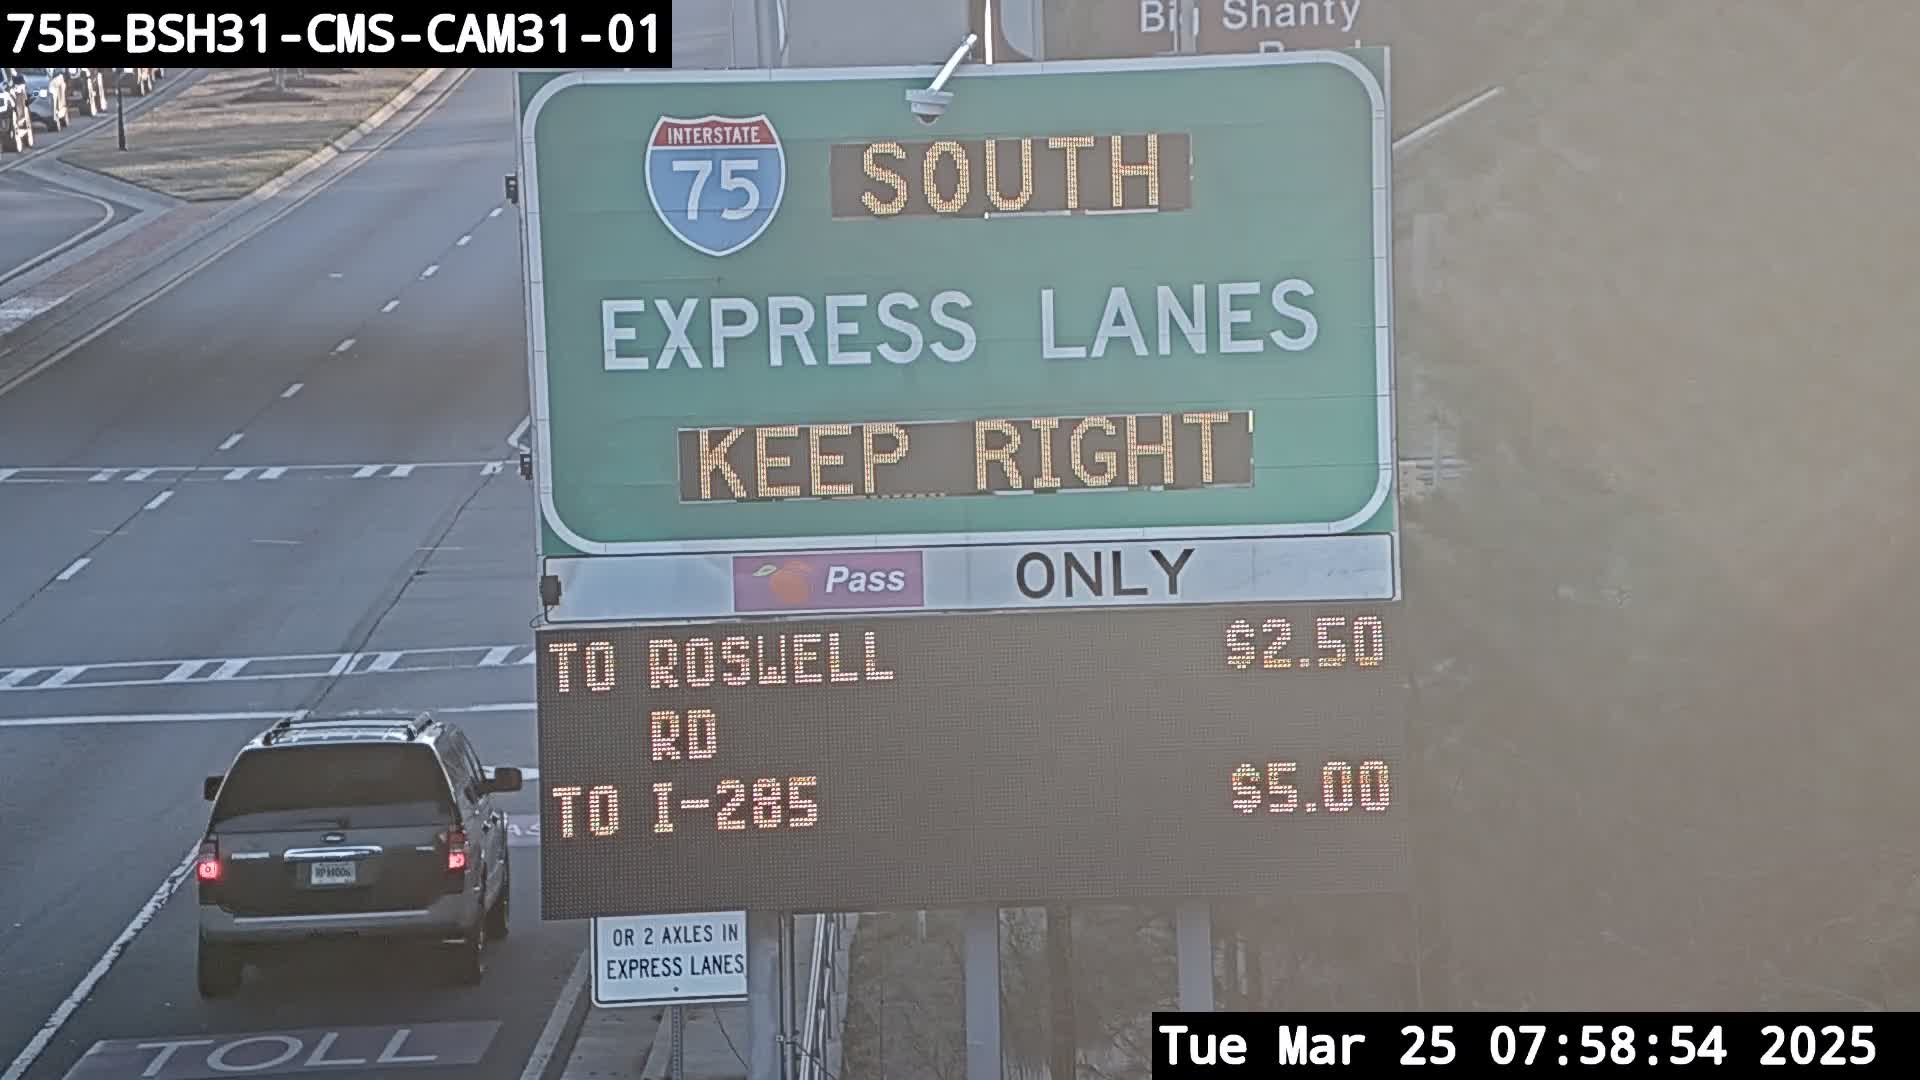 75B-BSH31-CMS-CAM31-01
Big Shanty
INTERSTATE
75
SOUTH
EXPRESS LANES
KEEP RIGHT
Pass
ONLY
TO ROSWELL $2.50
RD
TO I-285 $5.00
OR 2 AXLES IN
EXPRESS LANES
TOLL
Tue Mar 25 07:58:54 2025